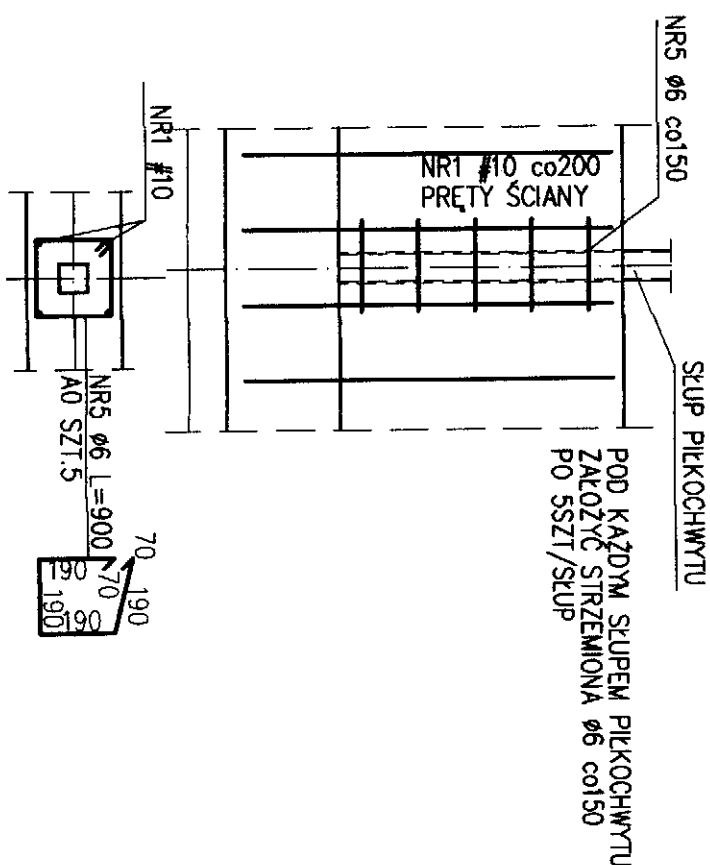 NR5 ø6 co150
NR1 #10 co200
PRĘTY ŚCIANY
SŁUP PIŁKOCHWYTU
POD KAŻDYM SŁUPEM PIŁKOCHWYTU
ZAŁOŻYĆ STRZEMIONA ø6 co150
PO 5SZT/SŁUP
NR1 #10
NR5 ø6 L=900
A0 SZT.5
70
70
190
190
190
190